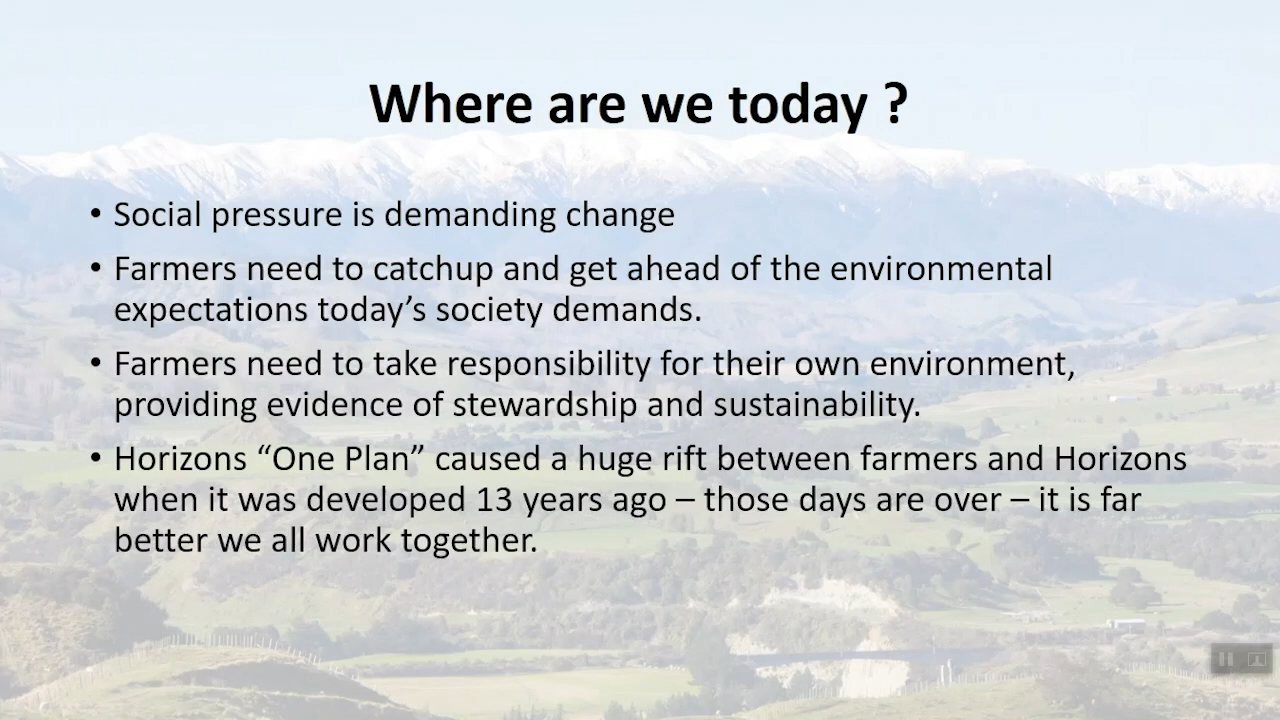 Where are we today ?
• Social pressure is demanding change
• Farmers need to catchup and get ahead of the environmental
expectations today’s society demands.
• Farmers need to take responsibility for their own environment,
providing evidence of stewardship and sustainability.
• Horizons “One Plan” caused a huge rift between farmers and Horizons
when it was developed 13 years ago – those days are over – it is far
better we all work together.